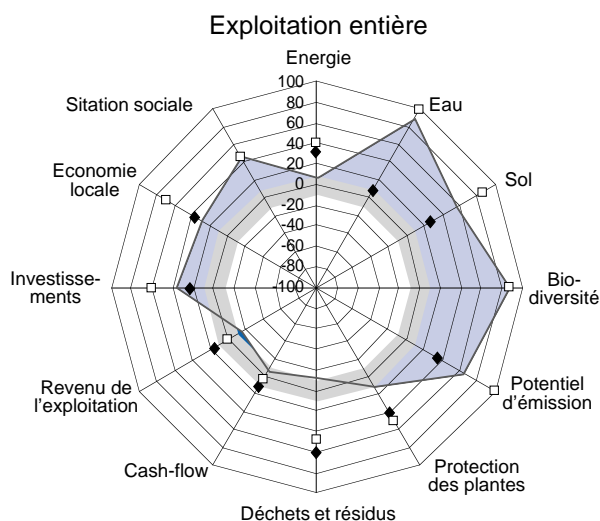 Exploitation entière
Energie
100
80
60
40
20
0
-20
-40
-60
-80
-100
Eau
Sol
Bio-
diversité
Potentiel
d'émission
Protection
des plantes
Déchets et résidus
Cash-flow
Revenu de
l'exploitation
Investisse-
ments
Economie
locale
Sitation sociale